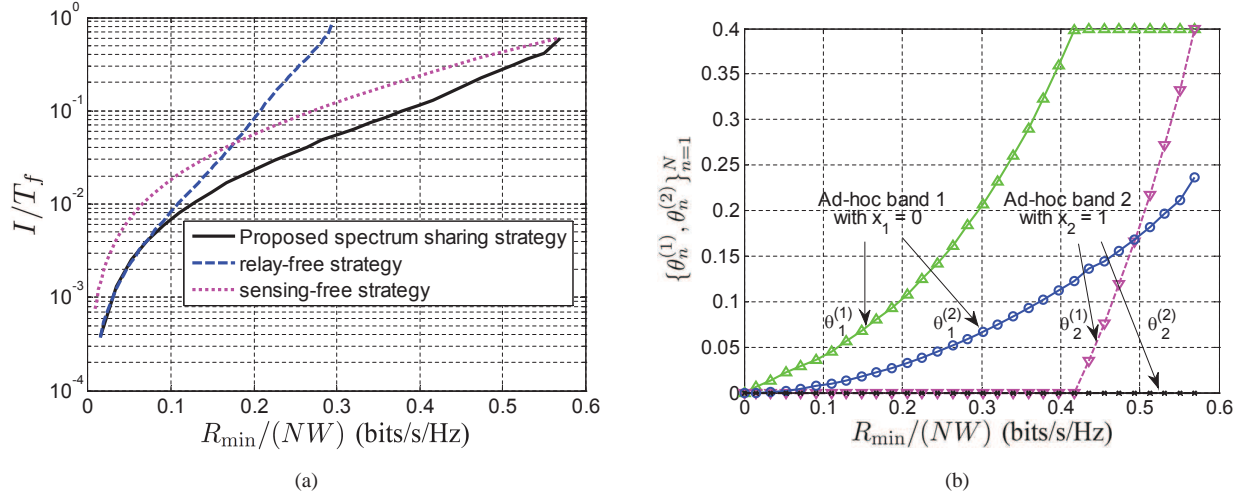 10^0
10^{-1}
10^{-2}
10^{-3}
10^{-4}
I/T_f
Proposed spectrum sharing strategy
relay-free strategy
sensing-free strategy
0 0.1 0.2 0.3 0.4 0.5 0.6
R_{min}/(NW) (bits/s/Hz)
(a)
0.4
0.35
0.3
0.25
0.2
0.15
0.1
0.05
0
{θ_n^{(1)}, θ_n^{(2)}}_{n=1}^N
Ad-hoc band 1
with x_1 = 0
Ad-hoc band 2
with x_2 = 1
θ_1^{(1)} θ_1^{(2)} θ_2^{(1)} θ_2^{(2)}
0 0.1 0.2 0.3 0.4 0.5 0.6
R_{min}/(NW) (bits/s/Hz)
(b)